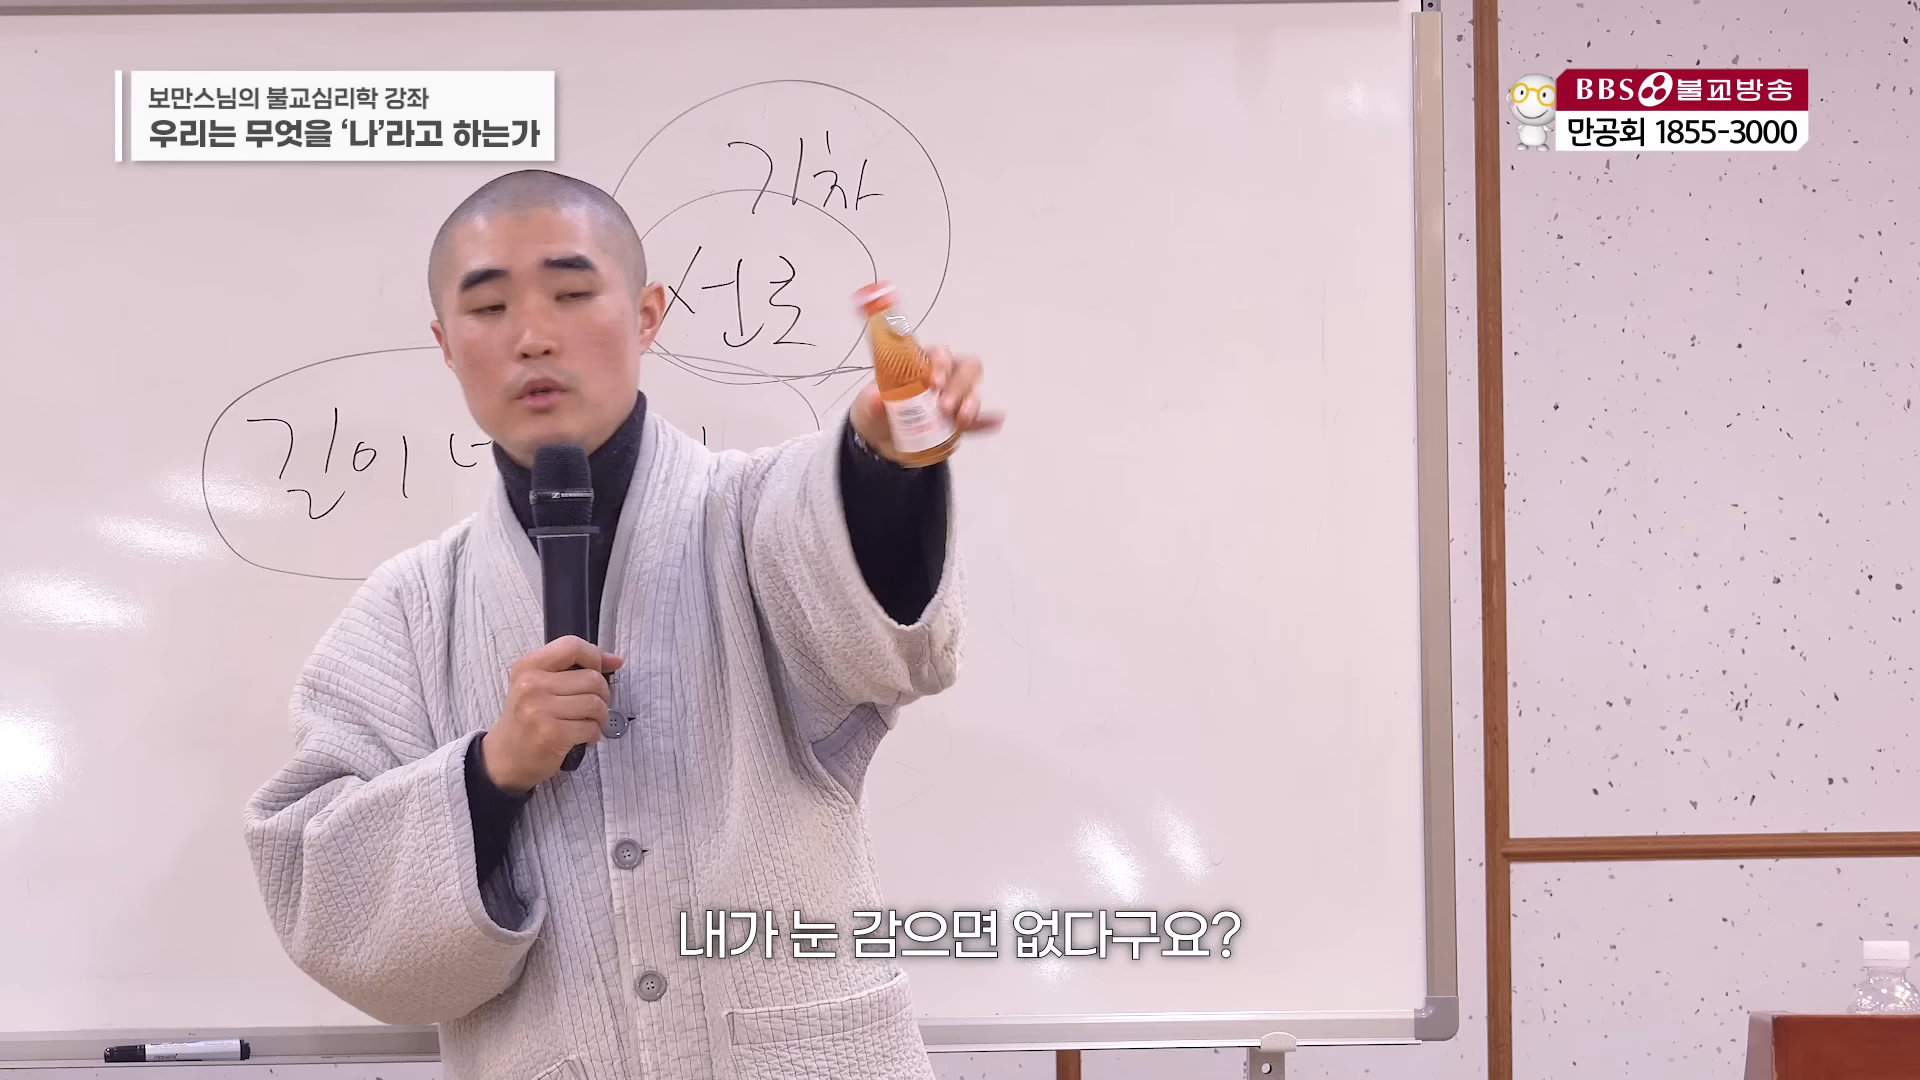 보만스님의 불교심리학 강좌
우리는 무엇을 ‘나’라고 하는가
BBS 불교방송
만공회 1855-3000
기차
선로
길이 너
내가 눈 감으면 없다구요?